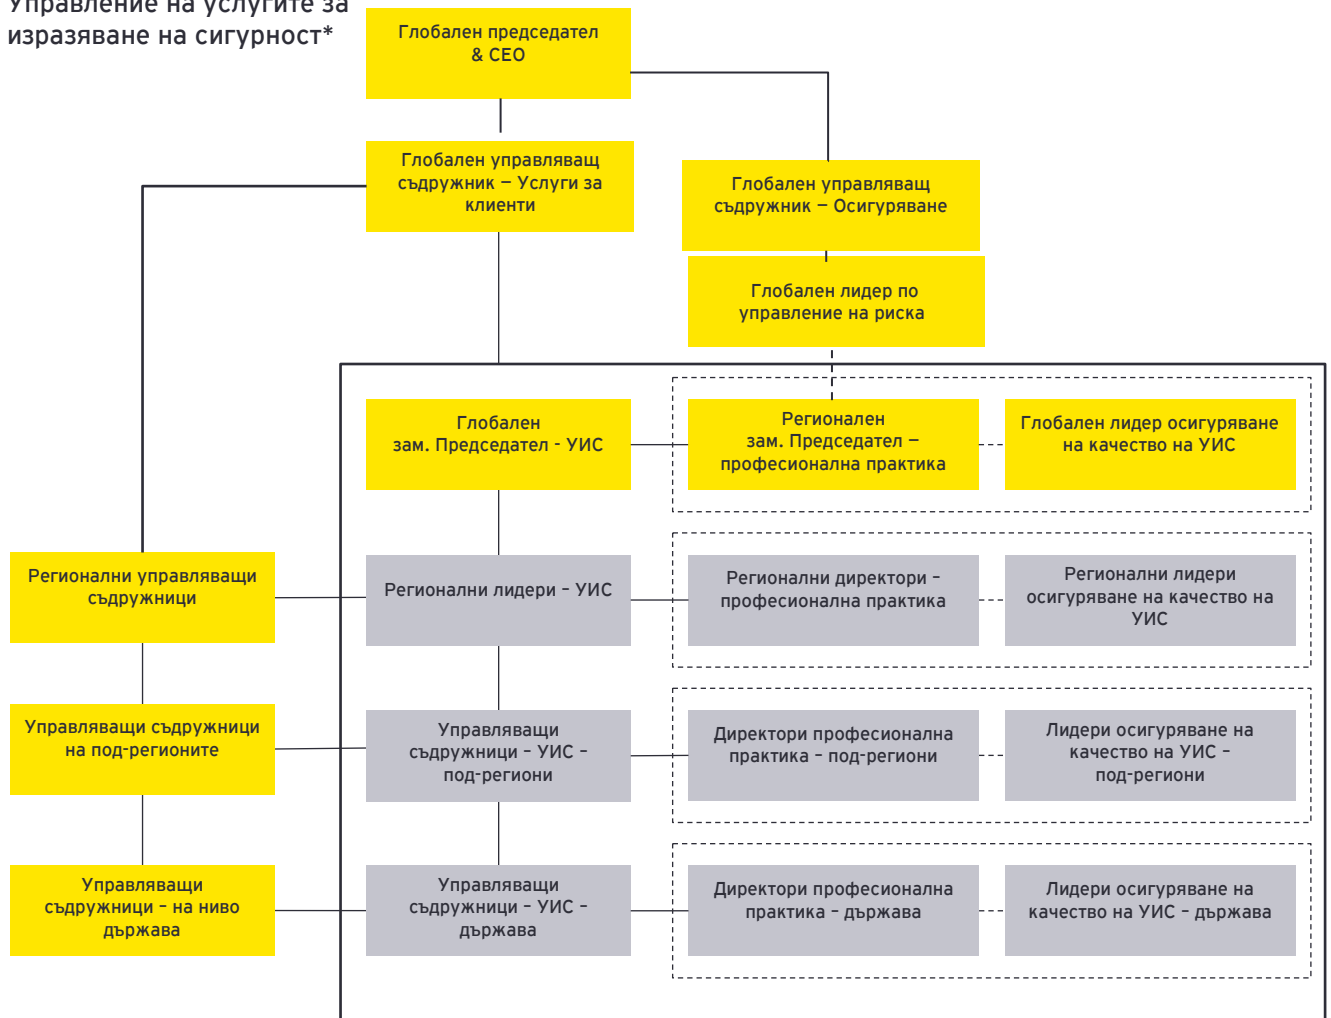 Управление на услугите за
изразяване на сигурност*
Глобален председател
& CEO
Глобален управляващ
съдружник – Услуги за
клиенти
Глобален управляващ
съдружник – Осигуряване
Глобален лидер по
управление на риска
Глобален
зам. Председател - УИС
Регионален
зам. Председател –
професионална практика
Глобален лидер осигуряване
на качество на УИС
Регионални управляващи
съдружници
Регионални лидери – УИС
Регионални директори –
професионална практика
Регионални лидери
осигуряване на качество на
УИС
Управляващи съдружници
на под-регионите
Управляващи
съдружници – УИС –
под-региони
Директори професионална
практика – под-региони
Лидери осигуряване на
качество на УИС –
под-региони
Управляващи
съдружници – на ниво
държава
Управляващи
съдружници – УИС –
държава
Директори професионална
практика – държава
Лидери осигуряване на
качество на УИС – държава